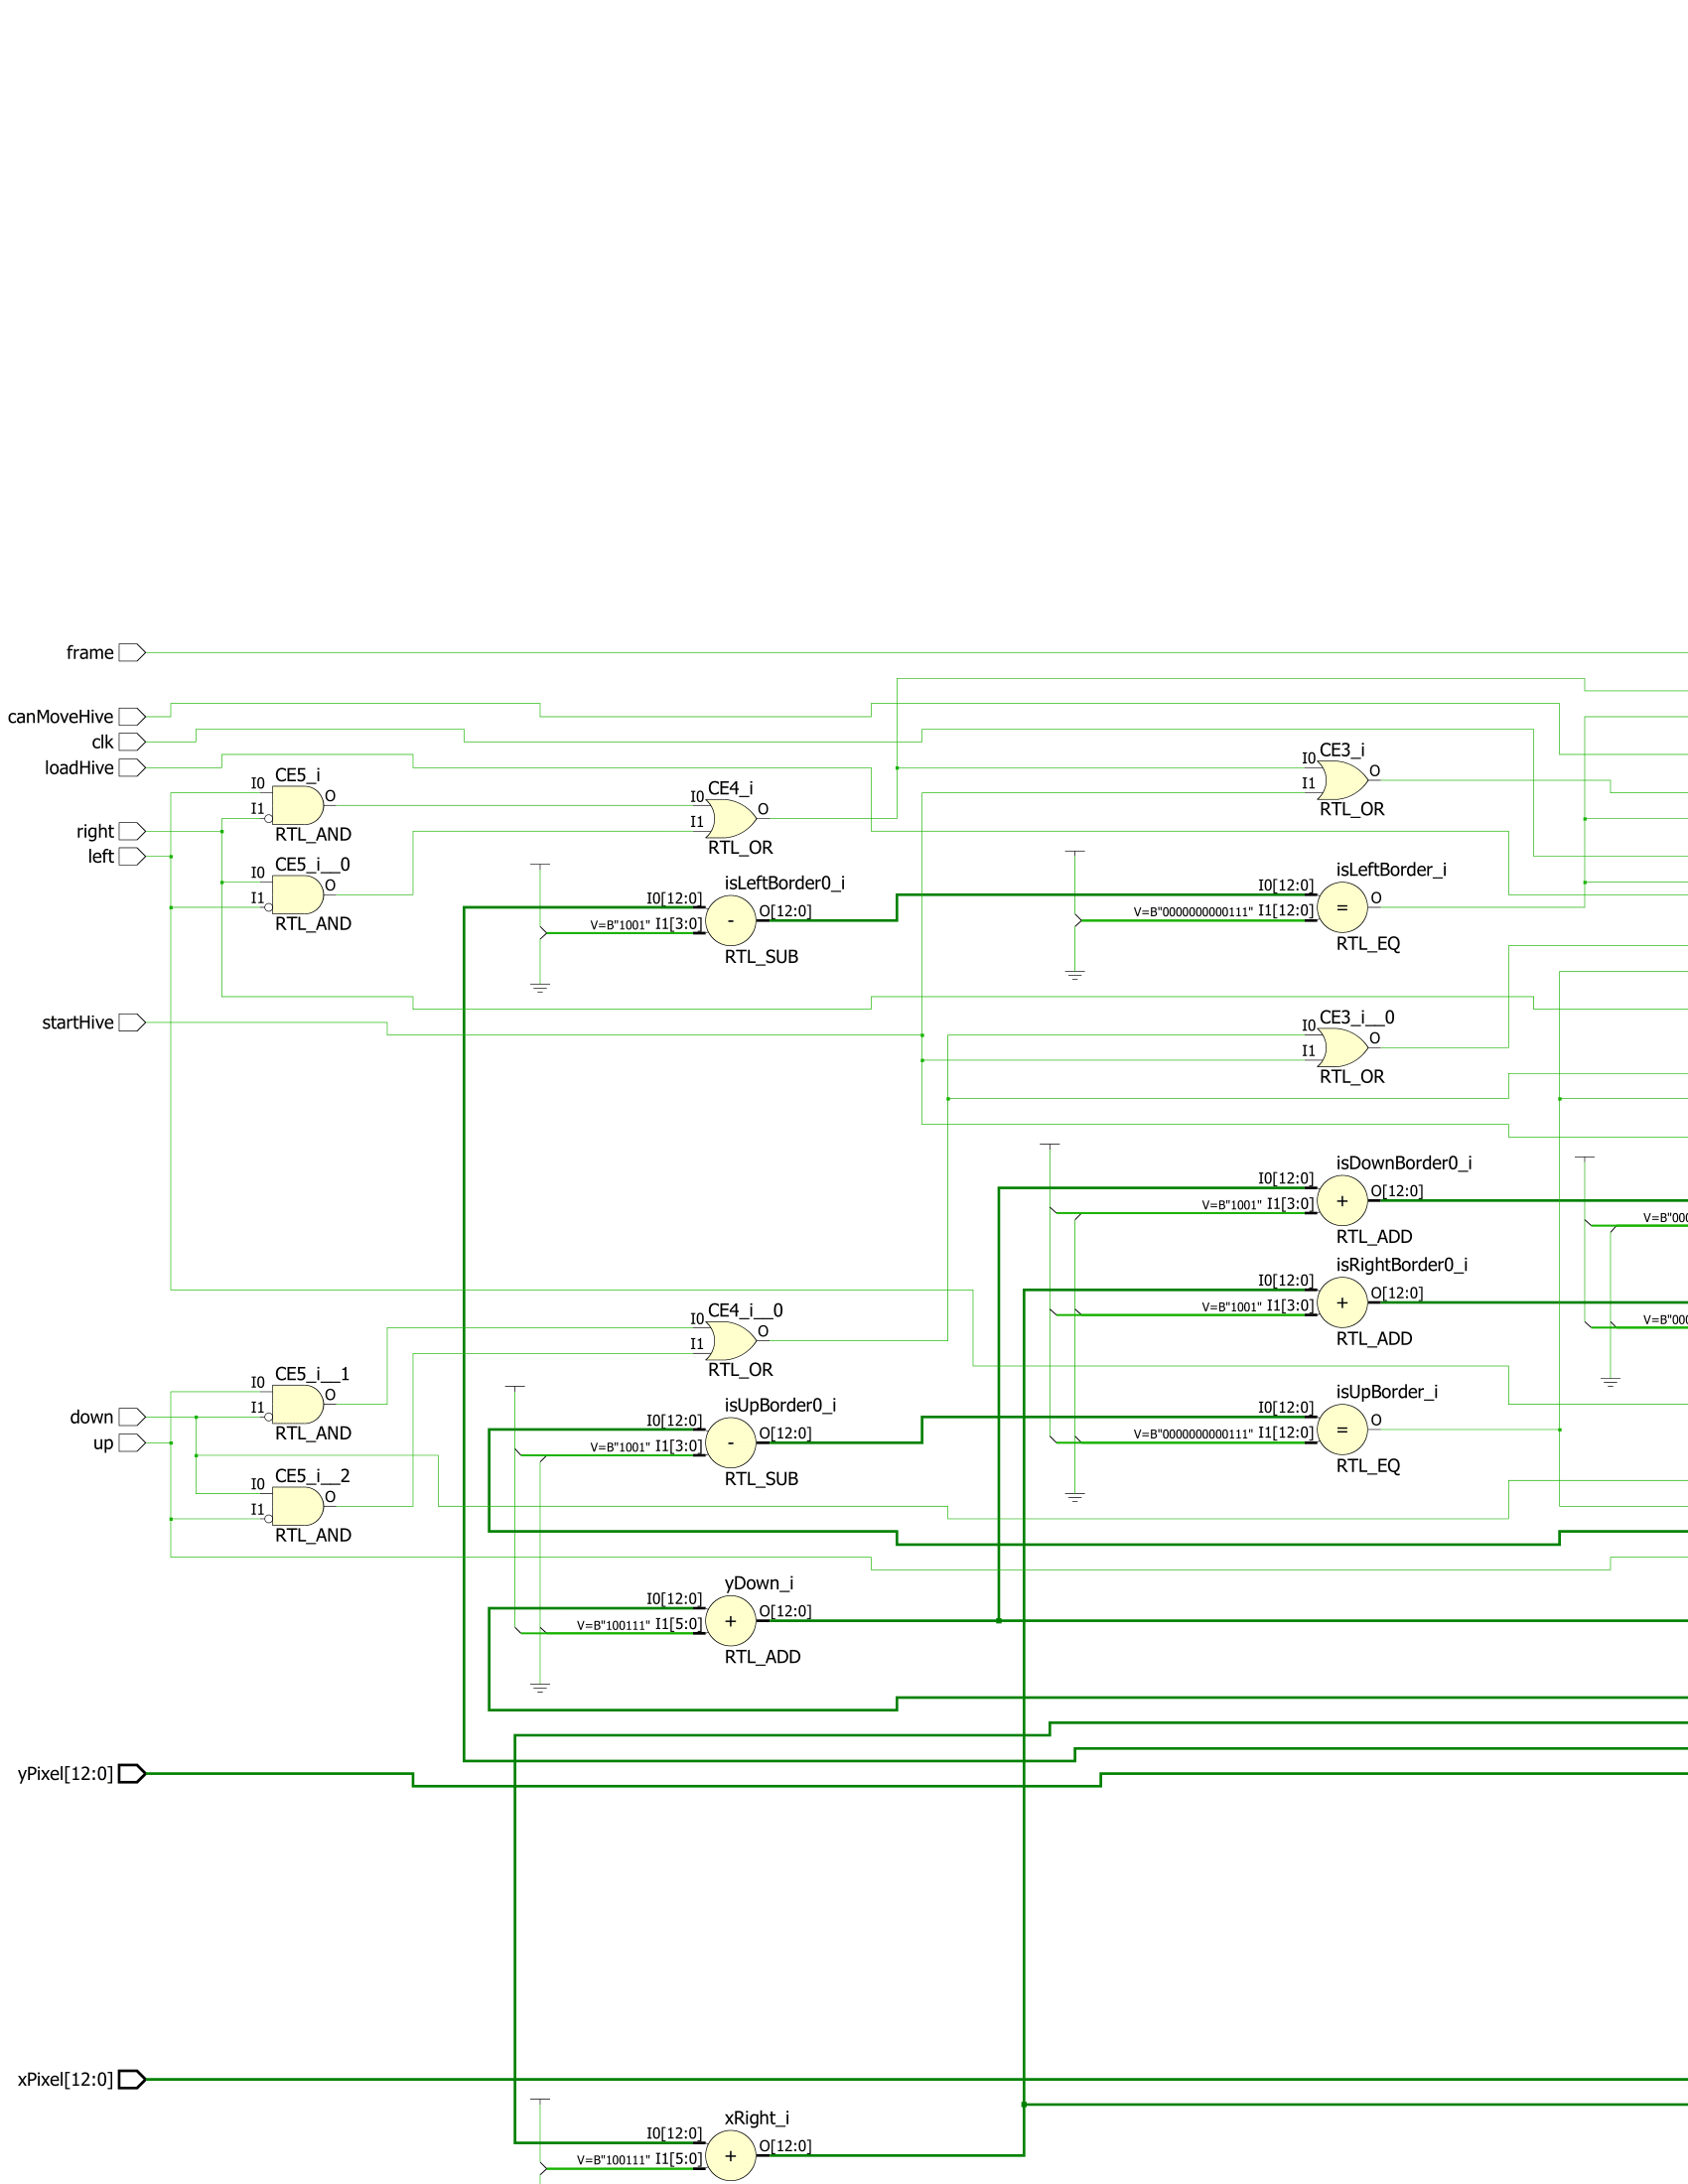 frame
canMoveHive
clk
loadHive
CE3_i
I0
O
I1
RTL_OR
CE5_i
I0
O
I1
RTL_AND
CE4_i
I0
O
I1
RTL_OR
right
left
CE5_i__0
I0
O
I1
RTL_AND
isLeftBorder0_i
I0[12:0]
O[12:0]
V=B"1001" I1[3:0]
-
RTL_SUB
isLeftBorder_i
I0[12:0]
O
V=B"0000000000111" I1[12:0]
=
RTL_EQ
startHive
CE3_i__0
I0
O
I1
RTL_OR
isDownBorder0_i
I0[12:0]
O[12:0]
V=B"1001" I1[3:0]
+
RTL_ADD
V=B"000
isRightBorder0_i
I0[12:0]
O[12:0]
V=B"1001" I1[3:0]
+
RTL_ADD
V=B"000
CE4_i__0
I0
O
I1
RTL_OR
CE5_i__1
I0
O
I1
RTL_AND
down
up
isUpBorder0_i
I0[12:0]
O[12:0]
V=B"1001" I1[3:0]
-
RTL_SUB
isUpBorder_i
I0[12:0]
O
V=B"0000000000111" I1[12:0]
=
RTL_EQ
CE5_i__2
I0
O
I1
RTL_AND
yDown_i
I0[12:0]
O[12:0]
V=B"100111" I1[5:0]
+
RTL_ADD
yPixel[12:0]
xPixel[12:0]
xRight_i
I0[12:0]
O[12:0]
V=B"100111" I1[5:0]
+